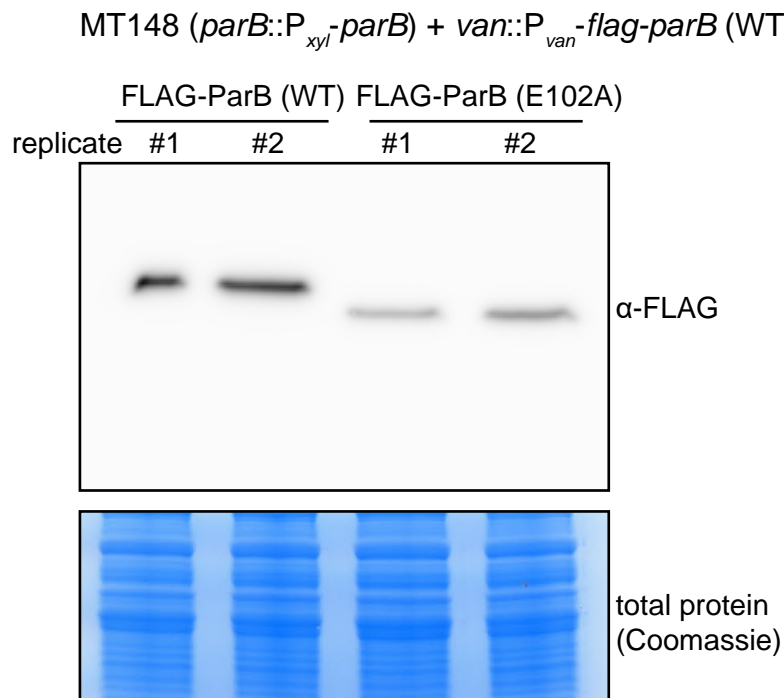 MT148 (parB::Pxyl-parB) + van::Pvan-flag-parB (WT
FLAG-ParB (WT) FLAG-ParB (E102A)
replicate #1 #2 #1 #2
α-FLAG
total protein
(Coomassie)